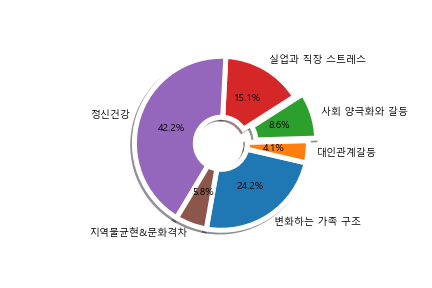 실업과 직장 스트레스
15.1%
사회 양극화와 갈등
8.6%
정신건강
42.2%
4.1%
대인관계갈등
5.8%
24.2%
변화하는 가족 구조
지역불균현&문화격차